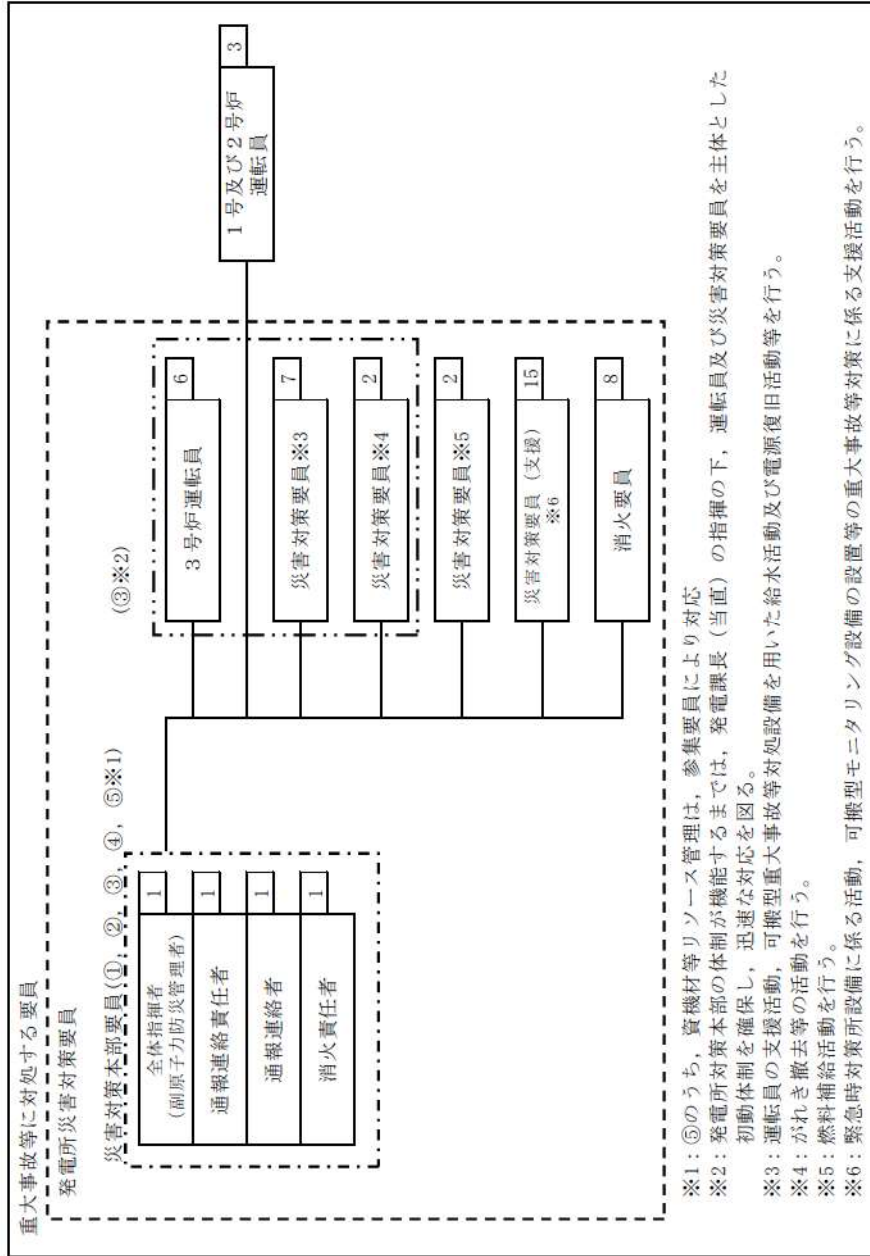 重大事故等に対処する要員
発電所災害対策要員
災害対策本部要員(①, ②, ③, ④, ⑤※1)
全体指揮者
(副原子力防災管理者)
1
通報連絡責任者
1
通報連絡者
1
消火責任者
1
(③※2)
3号炉運転員
6
災害対策要員※3
7
災害対策要員※4
2
災害対策要員※5
2
災害対策要員(支援)
※6
15
消火要員
8
1号及び2号炉
運転員
3
※1:⑤のうち,資機材等リソース管理は,参集要員により対応
※2:発電所対策本部の体制が機能するまでは,発電課長(当直)の指揮の下,運転員及び災害対策要員を主体とした
初動体制を確保し,迅速な対応を図る。
※3:運転員の支援活動,可搬型重大事故等対処設備を用いた給水活動及び電源復旧活動等を行う。
※4:がれき撤去等の活動を行う。
※5:燃料補給活動を行う。
※6:緊急時対策所設備に係る活動,可搬型モニタリング設備の設置等の重大事故等対策に係る支援活動を行う。